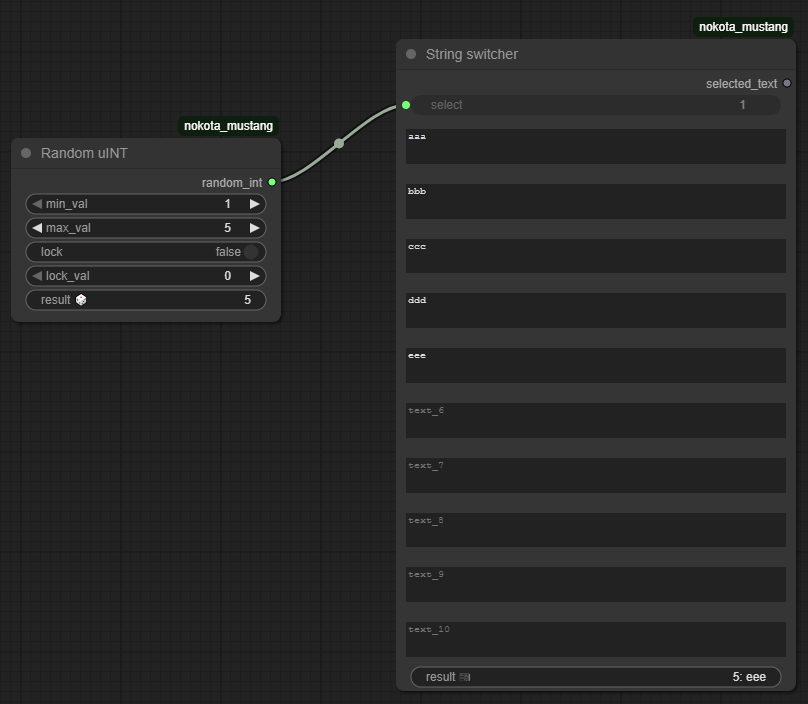 nokota_mustang
Random uINT
random_int
min_val 1
max_val 5
lock false
lock_val 0
result 5
nokota_mustang
String switcher
selected_text
select 1
aaa
bbb
ccc
ddd
eee
text_6
text_7
text_8
text_9
text_10
result 5: eee